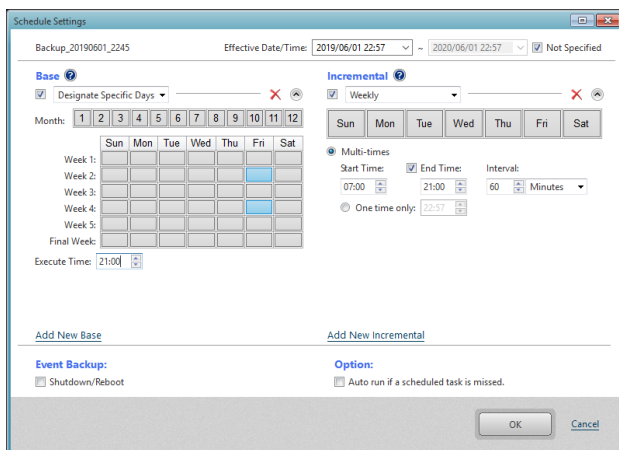 Schedule Settings
Backup_20190601_2245 Effective Date/Time: 2019/06/01 22:57 ~ 2020/06/01 22:57 Not Specified
Base ? Incremental ?
Designate Specific Days Weekly
Month: 1 2 3 4 5 6 7 8 9 10 11 12 Sun Mon Tue Wed Thu Fri Sat
Sun Mon Tue Wed Thu Fri Sat Multi-times
Week 1: Start Time: End Time: Interval:
Week 2: 07:00 21:00 60 Minutes
Week 3:
Week 4: One time only: 22:57
Week 5:
Final Week:
Execute Time: 21:00
Add New Base Add New Incremental
Event Backup: Option:
Shutdown/Reboot Auto run if a scheduled task is missed.
OK Cancel